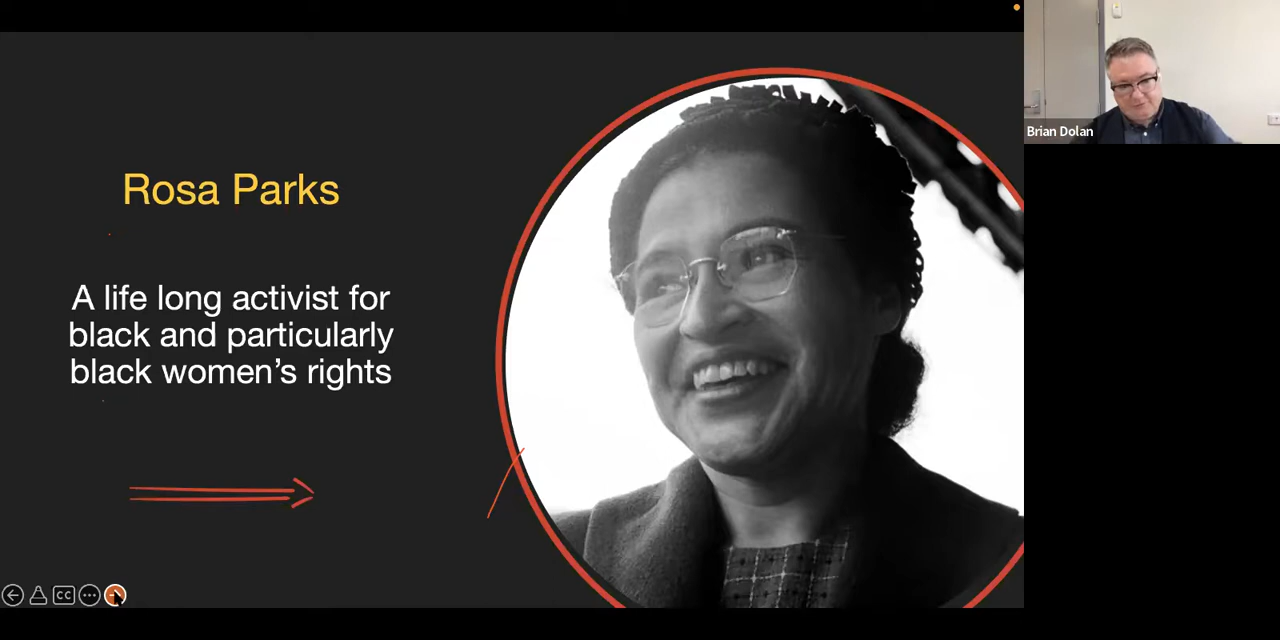 Rosa Parks
A life long activist for
black and particularly
black women’s rights
CC
Brian Dolan